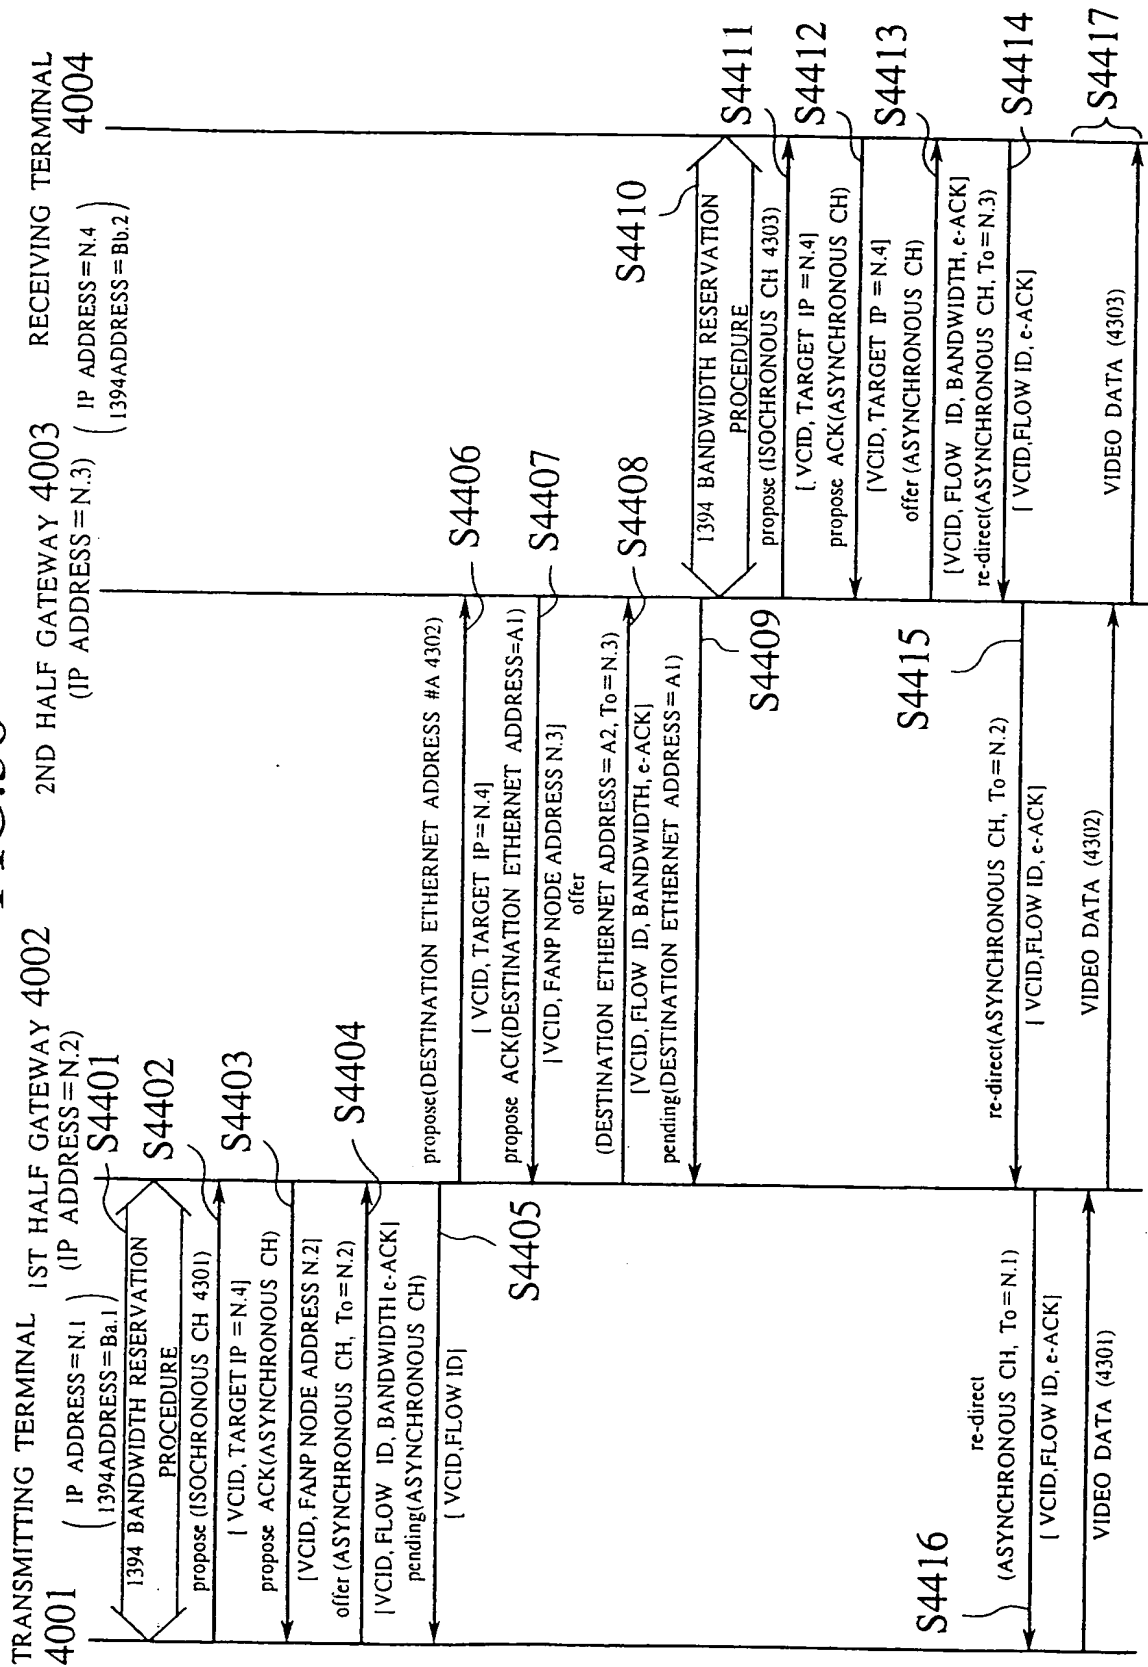 TRANSMITTING TERMINAL
4001
( IP ADDRESS=N.1
1394ADDRESS=Ba.1 )
1ST HALF GATEWAY 4002
(IP ADDRESS=N.2)
2ND HALF GATEWAY 4003
(IP ADDRESS=N.3)
RECEIVING TERMINAL
4004
( IP ADDRESS=N.4
1394ADDRESS=Bb.2 )
S4401
1394 BANDWIDTH RESERVATION
PROCEDURE
S4402
propose (ISOCHRONOUS CH 4301)
[ VCID, TARGET IP=N.4]
S4403
propose ACK(ASYNCHRONOUS CH)
[VCID, FANP NODE ADDRESS N.2]
S4404
offer (ASYNCHRONOUS CH, To=N.2)
[VCID, FLOW ID, BANDWIDTH e-ACK]
pending(ASYNCHRONOUS CH)
[ VCID,FLOW ID]
S4405
propose(DESTINATION ETHERNET ADDRESS #A 4302)
S4406
[ VCID, TARGET IP=N.4]
propose ACK(DESTINATION ETHERNET ADDRESS=A1)
S4407
[VCID, FANP NODE ADDRESS N.3]
offer
(DESTINATION ETHERNET ADDRESS=A2, To=N.3)
S4408
[VCID, FLOW ID, BANDWIDTH, e-ACK]
pending(DESTINATION ETHERNET ADDRESS=A1)
S4409
S4410
1394 BANDWIDTH RESERVATION
PROCEDURE
propose (ISOCHRONOUS CH 4303)
S4411
[ VCID, TARGET IP=N.4]
propose ACK(ASYNCHRONOUS CH)
S4412
[VCID, TARGET IP=N.4]
offer (ASYNCHRONOUS CH)
S4413
[VCID, FLOW ID, BANDWIDTH, e-ACK]
re-direct(ASYNCHRONOUS CH, To=N.3)
S4414
[ VCID,FLOW ID, e-ACK]
S4415
re-direct(ASYNCHRONOUS CH, To=N.2)
[ VCID,FLOW ID, e-ACK]
S4416
re-direct
(ASYNCHRONOUS CH, To=N.1)
[ VCID,FLOW ID, e-ACK]
VIDEO DATA (4301)
VIDEO DATA (4302)
VIDEO DATA (4303)
S4417